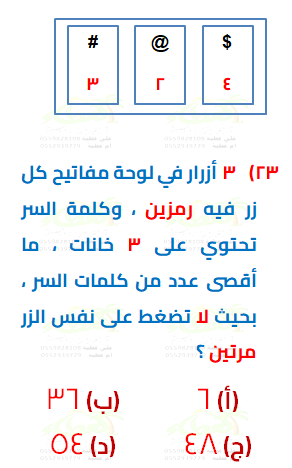 $ @ #
٤ ٢ ٣
٢٣) ٣ أزرار في لوحة مفاتيح كل
زر فيه رمزين ، وكلمة السر
تحتوي على ٣ خانات ، ما
أقصى عدد من كلمات السر ،
بحيث لا تضغط على نفس الزر
مرتين ؟
(أ) ٦ (ب) ٣٦
(ج) ٤٨ (د) ٥٤